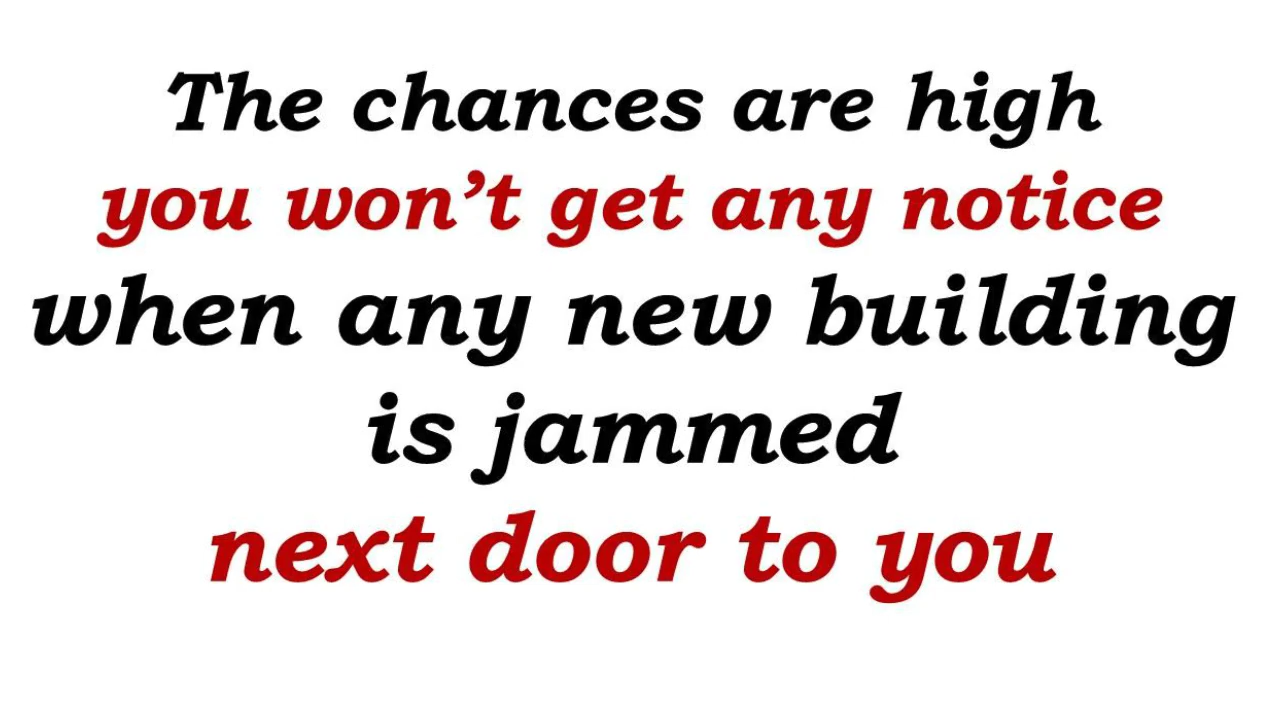 The chances are high
you won’t get any notice
when any new building
is jammed
next door to you